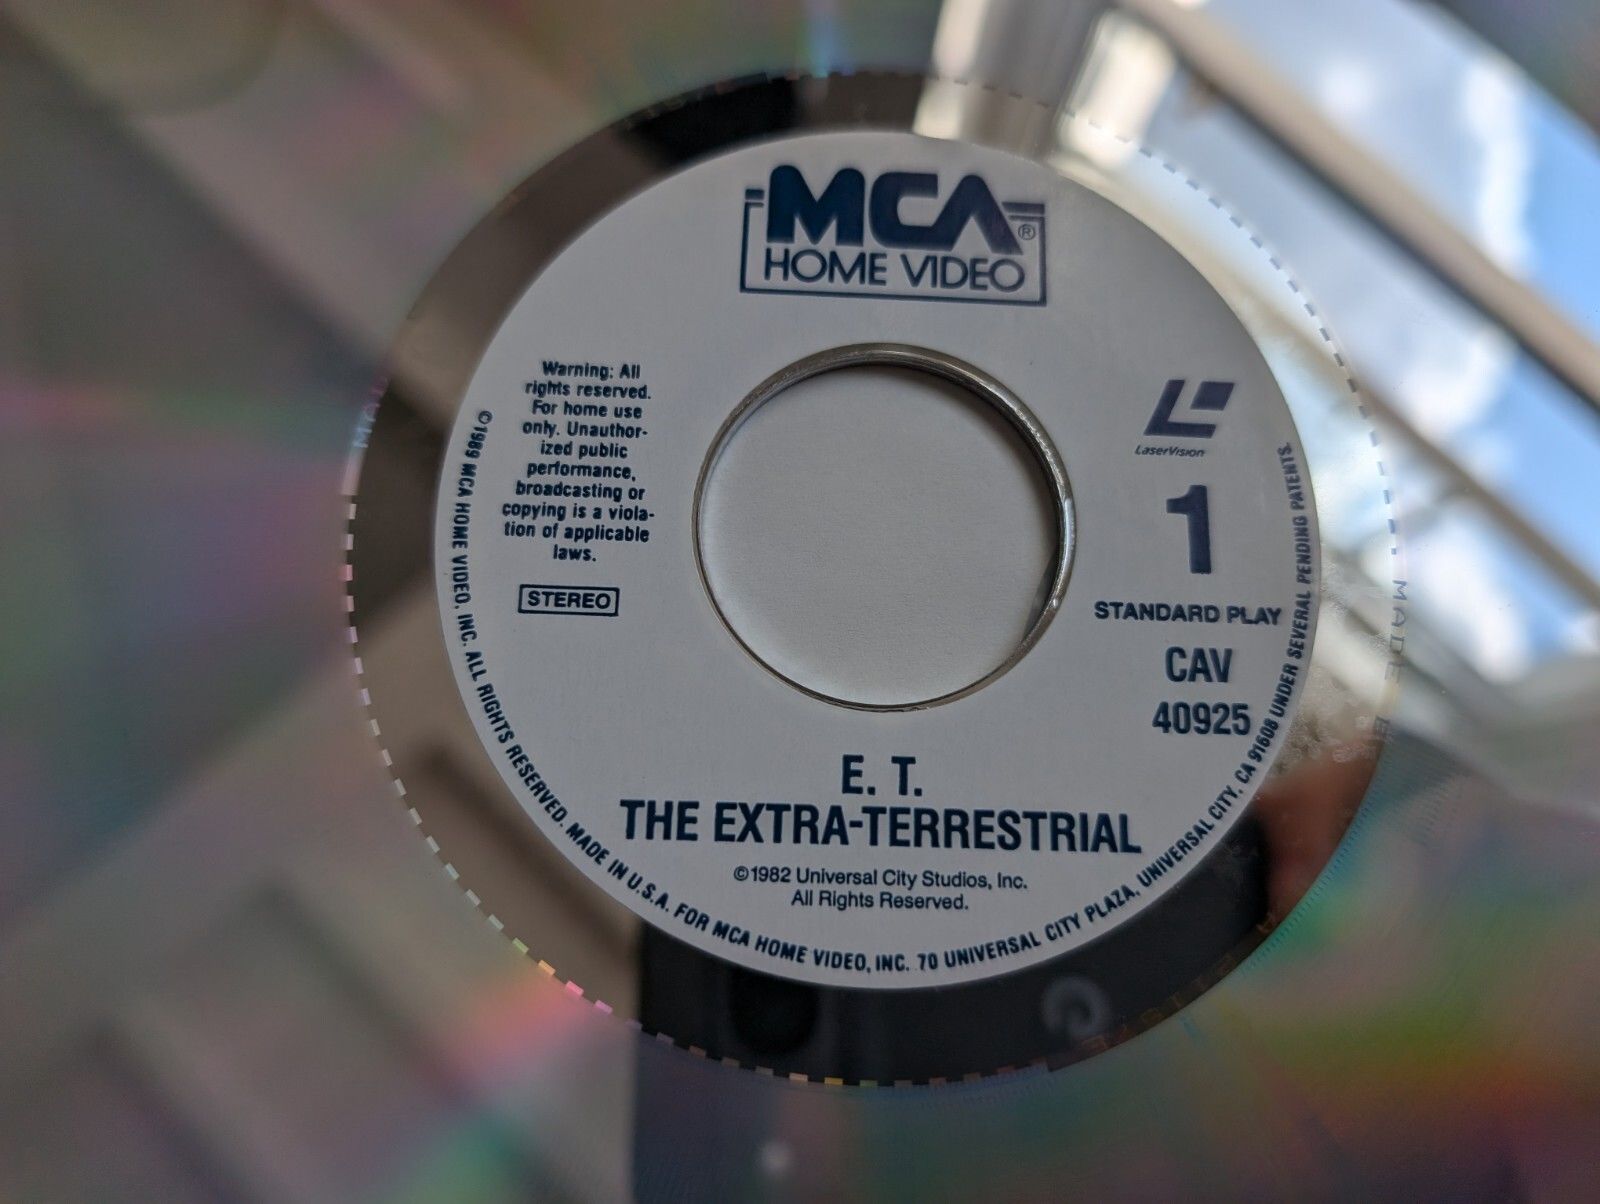 MCA®
HOME VIDEO
Warning: All
rights reserved.
For home use
only. Unauthor-
ized public
performance,
broadcasting or
copying is a viola-
tion of applicable
laws.
STEREO
LaserVision
1
STANDARD PLAY
CAV
40925
E. T.
THE EXTRA-TERRESTRIAL
©1982 Universal City Studios, Inc.
All Rights Reserved.
©1989 MCA HOME VIDEO, INC. ALL RIGHTS RESERVED. MADE IN U.S.A. FOR MCA HOME VIDEO, INC. 70 UNIVERSAL CITY PLAZA, UNIVERSAL CITY, CA 91608 UNDER SEVERAL PENDING PATENTS.
MADE